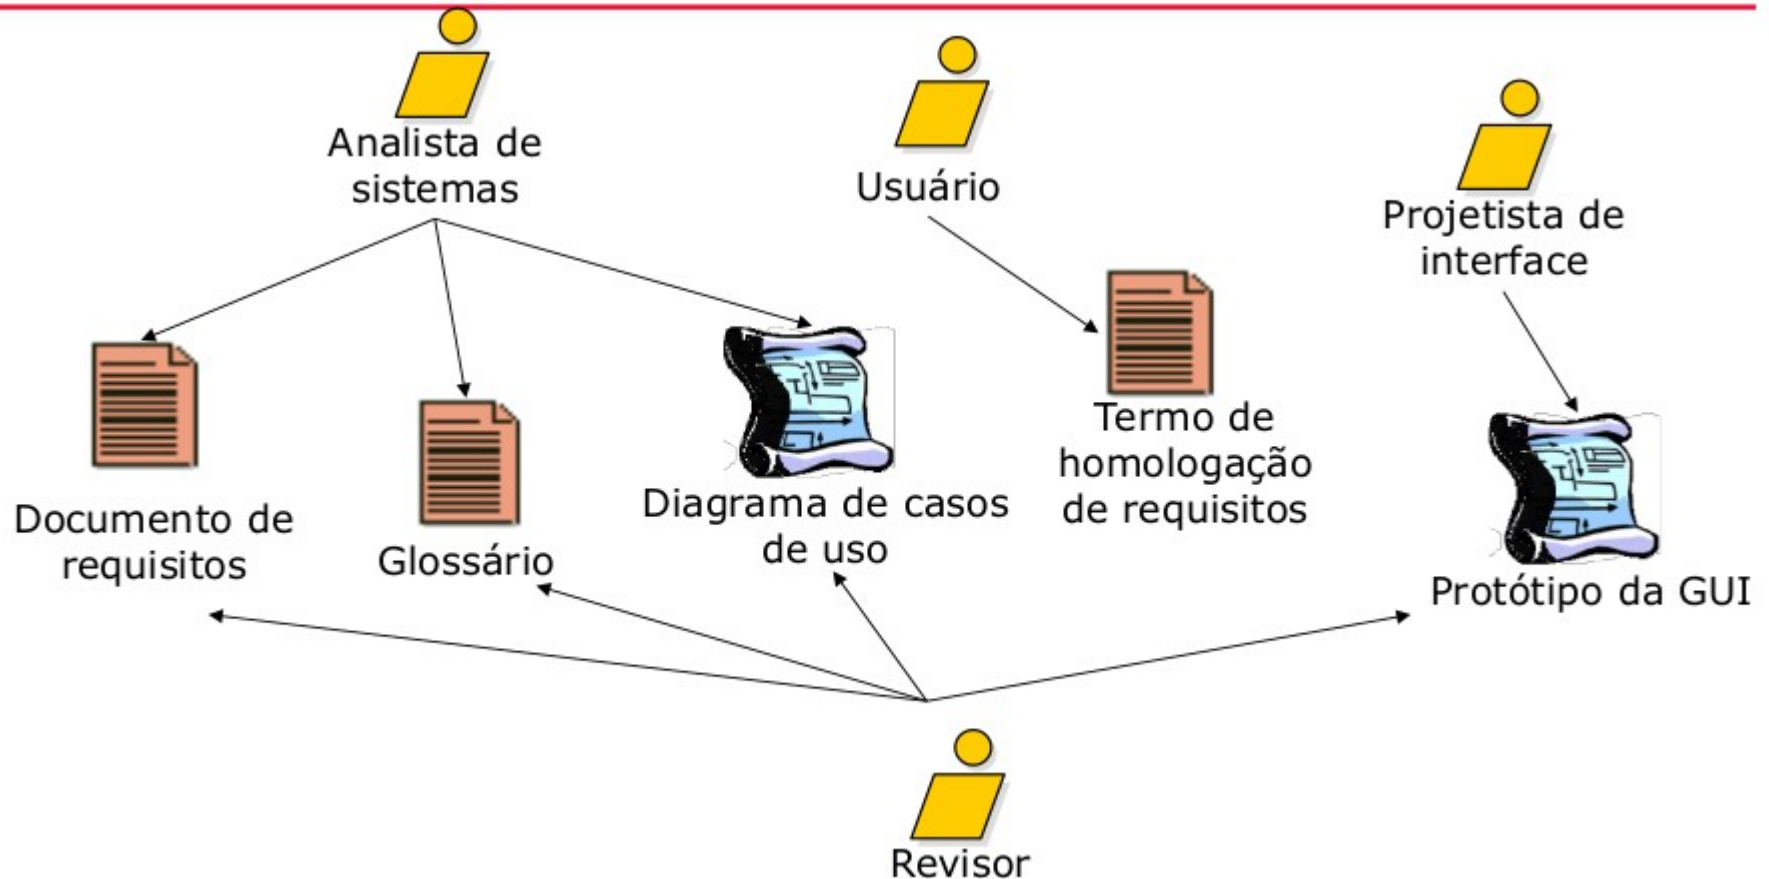 Analista de
sistemas
Usuário
Projetista de
interface
Termo de
homologação
de requisitos
Diagrama de casos
de uso
Documento de
requisitos
Glossário
Protótipo da GUI
Revisor